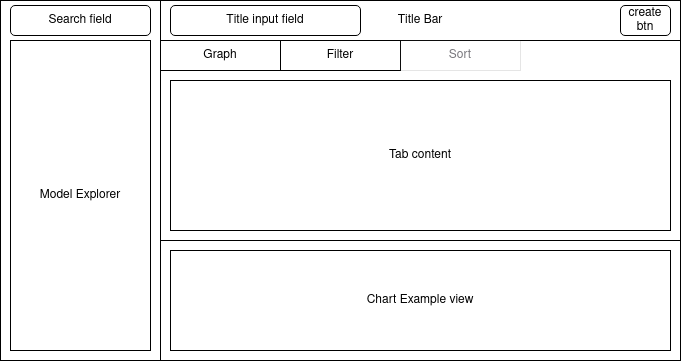 Search field
Title input field
Title Bar
create
btn
Graph
Filter
Sort
Tab content
Model Explorer
Chart Example view